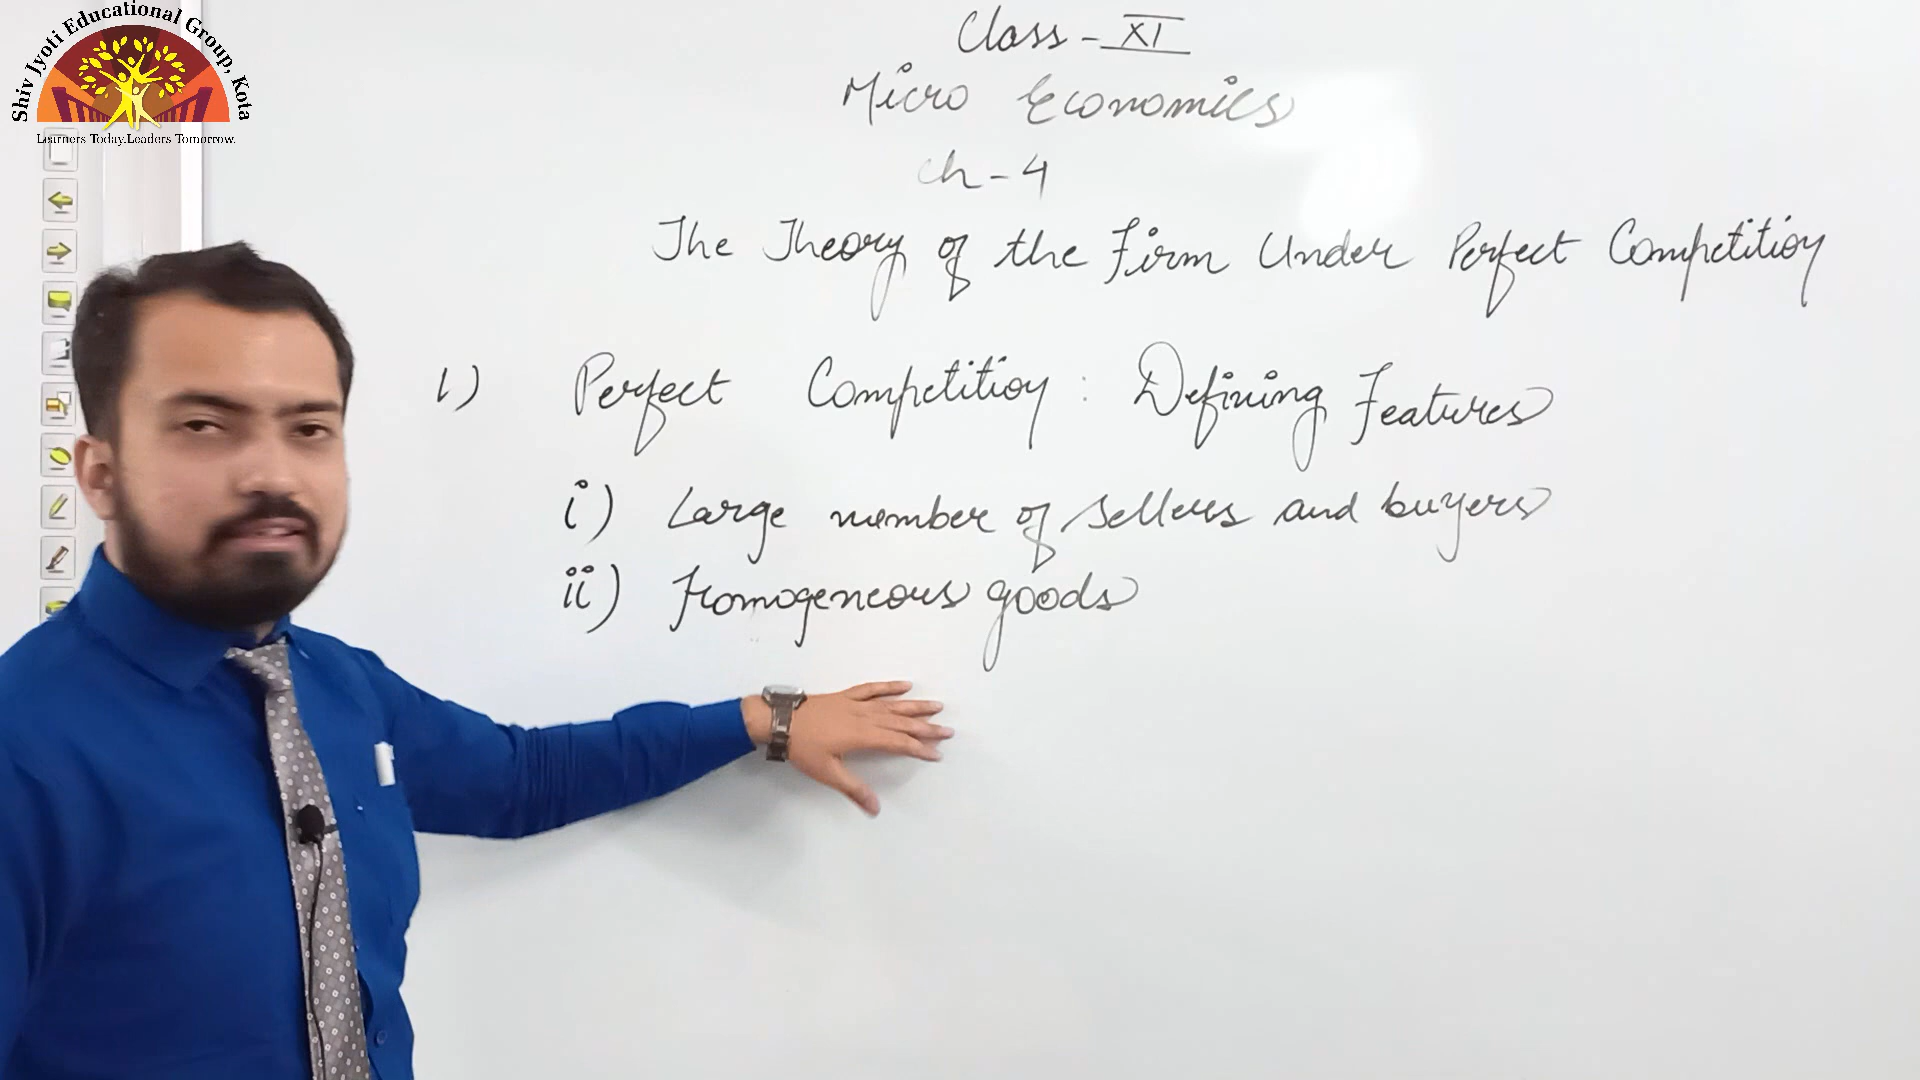 Shiv Jyoti Educational Group, Kota
Learners Today.Leaders Tomorrow.
Class - XI
Micro Economics
Ch - 4
The Theory of the Firm Under Perfect Competition
1) Perfect Competition : Defining Features
i) Large number of sellers and buyers
ii) Homogeneous goods